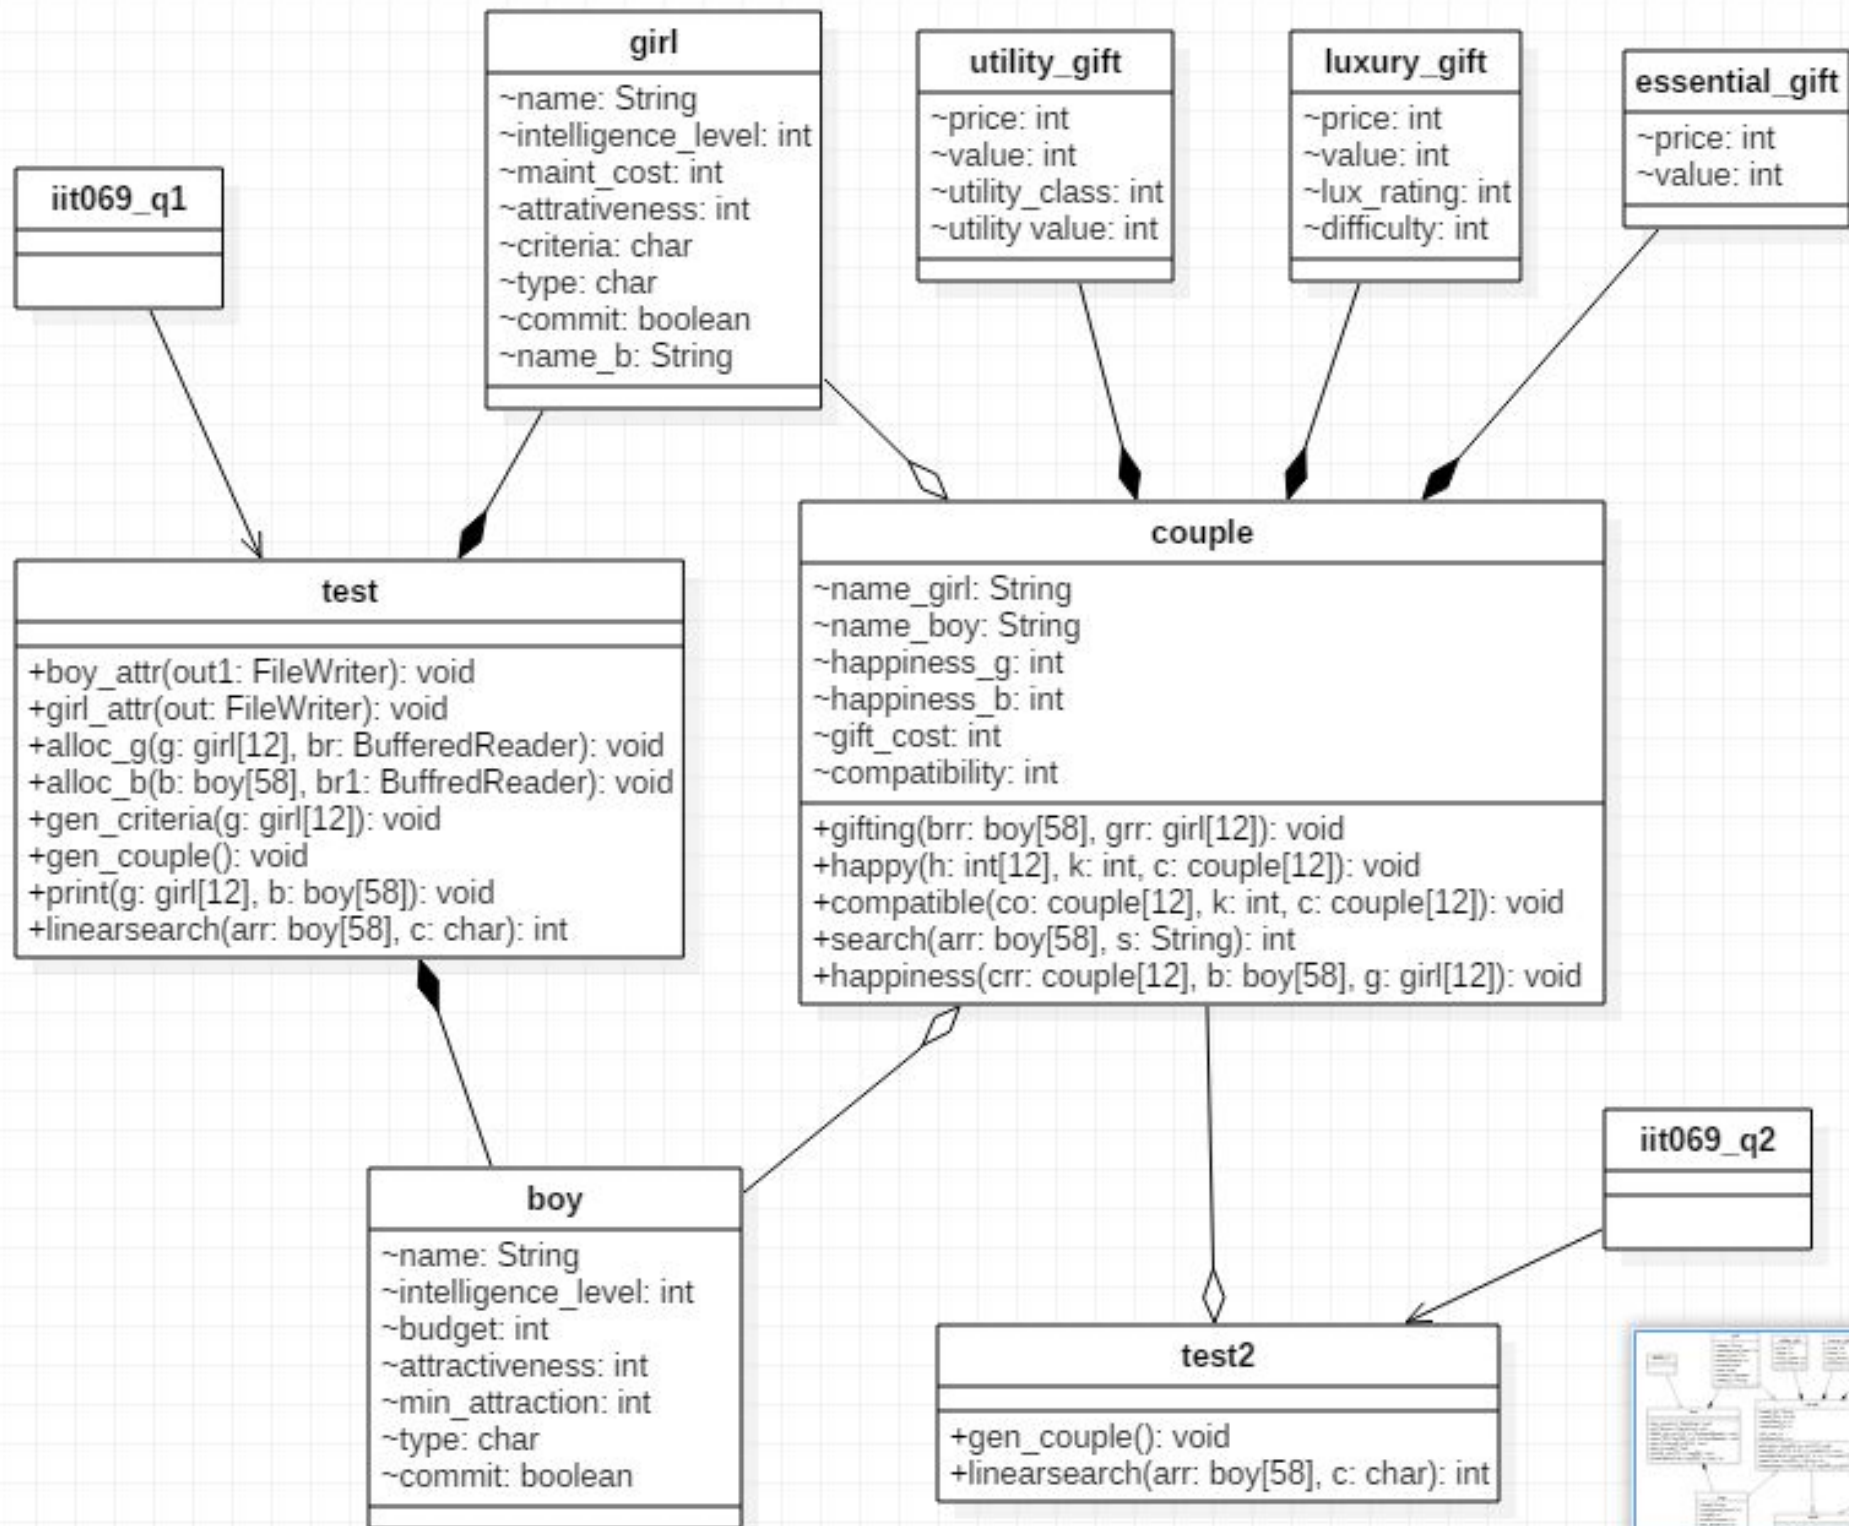 girl
~name: String
~intelligence_level: int
~maint_cost: int
~attrativeness: int
~criteria: char
~type: char
~commit: boolean
~name_b: String
utility_gift
~price: int
~value: int
~utility_class: int
~utility value: int
luxury_gift
~price: int
~value: int
~lux_rating: int
~difficulty: int
essential_gift
~price: int
~value: int
iit069_q1
test
+boy_attr(out1: FileWriter): void
+girl_attr(out: FileWriter): void
+alloc_g(g: girl[12], br: BufferedReader): void
+alloc_b(b: boy[58], br1: BuffredReader): void
+gen_criteria(g: girl[12]): void
+gen_couple(): void
+print(g: girl[12], b: boy[58]): void
+linearsearch(arr: boy[58], c: char): int
couple
~name_girl: String
~name_boy: String
~happiness_g: int
~happiness_b: int
~gift_cost: int
~compatibility: int
+gifting(brr: boy[58], grr: girl[12]): void
+happy(h: int[12], k: int, c: couple[12]): void
+compatible(co: couple[12], k: int, c: couple[12]): void
+search(arr: boy[58], s: String): int
+happiness(crr: couple[12], b: boy[58], g: girl[12]): void
boy
~name: String
~intelligence_level: int
~budget: int
~attractiveness: int
~min_attraction: int
~type: char
~commit: boolean
iit069_q2
test2
+gen_couple(): void
+linearsearch(arr: boy[58], c: char): int